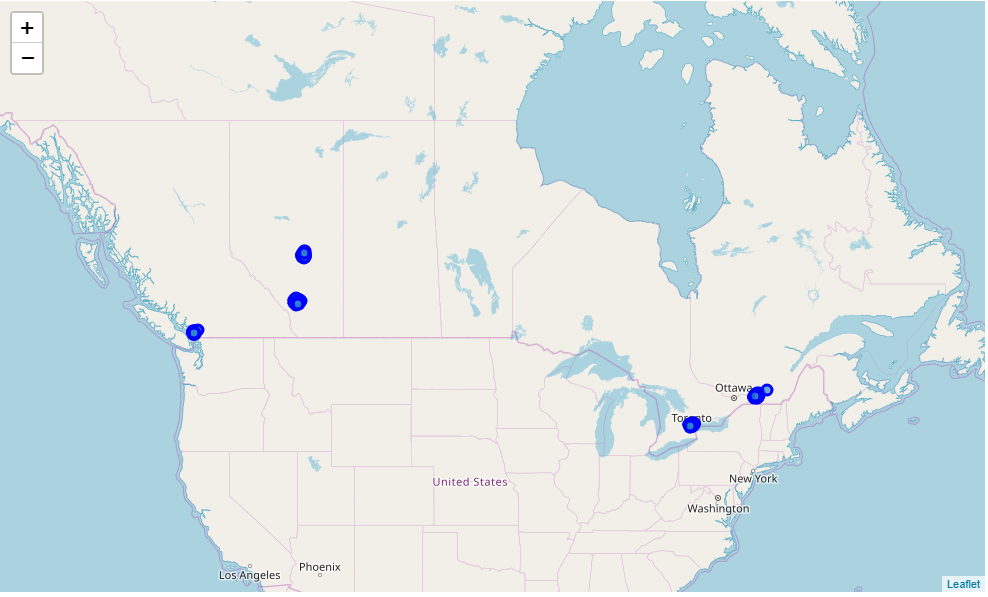 +
−
Ottawa
Toronto
New York
United States
Washington
Los Angeles
Phoenix
Leaflet